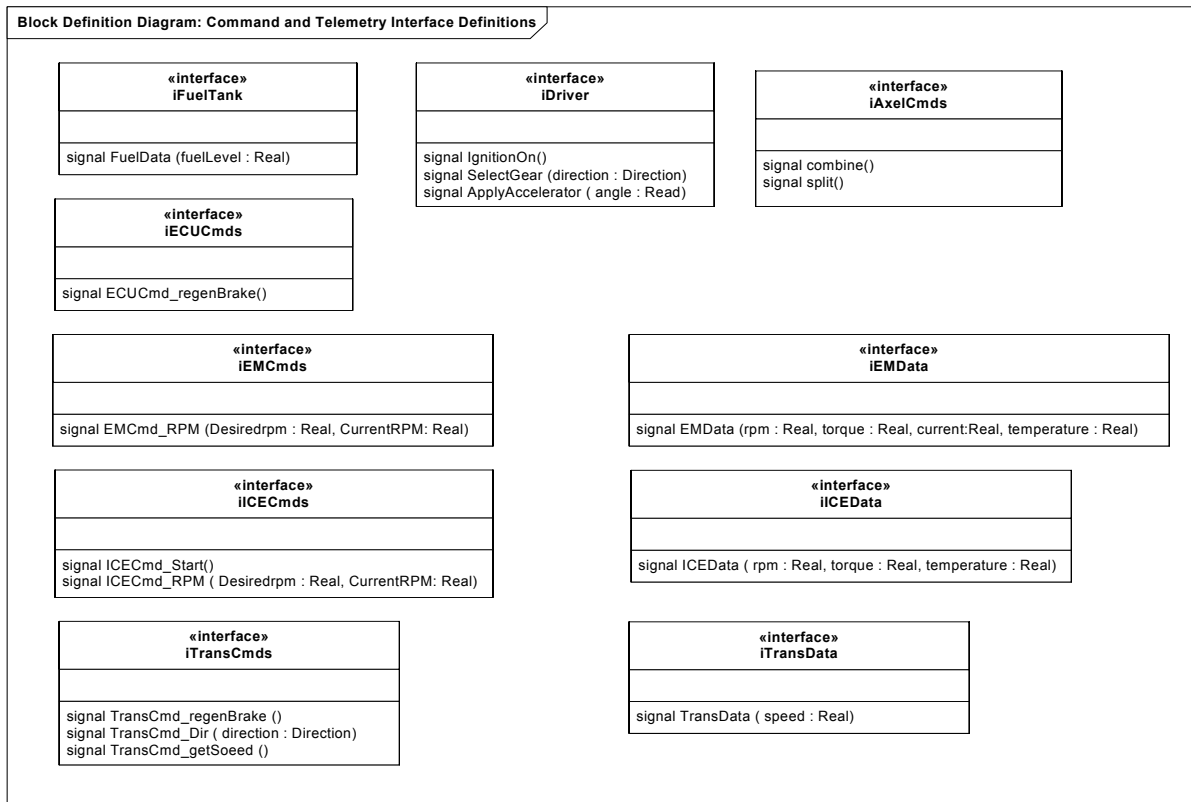 Block Definition Diagram: Command and Telemetry Interface Definitions
«interface»
iFuelTank
signal FuelData (fuelLevel : Real)
«interface»
iDriver
signal IgnitionOn()
signal SelectGear (direction : Direction)
signal ApplyAccelerator ( angle : Read)
«interface»
iAxelCmds
signal combine()
signal split()
«interface»
iECUCmds
signal ECUCmd_regenBrake()
«interface»
iEMCmds
signal EMCmd_RPM (Desiredrpm : Real, CurrentRPM: Real)
«interface»
iEMData
signal EMData (rpm : Real, torque : Real, current:Real, temperature : Real)
«interface»
iICECmds
signal ICECmd_Start()
signal ICECmd_RPM ( Desiredrpm : Real, CurrentRPM: Real)
«interface»
iICEData
signal ICEData ( rpm : Real, torque : Real, temperature : Real)
«interface»
iTransCmds
signal TransCmd_regenBrake ()
signal TransCmd_Dir ( direction : Direction)
signal TransCmd_getSoeed ()
«interface»
iTransData
signal TransData ( speed : Real)